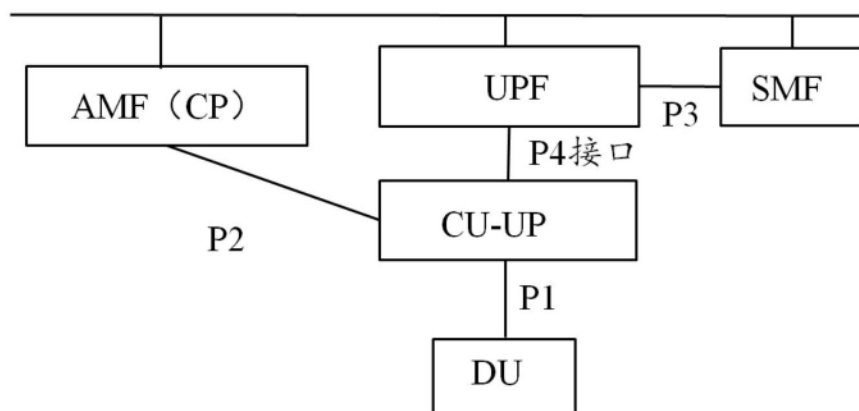 AMF（CP）
UPF
SMF
P3
P4接口
P2
CU-UP
P1
DU